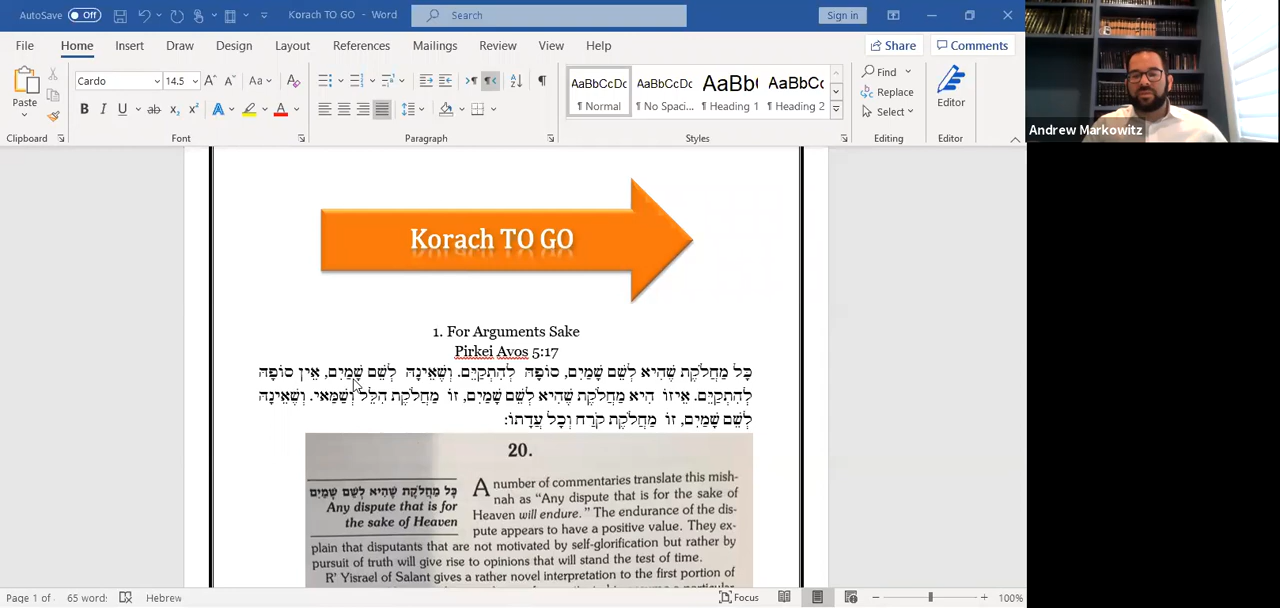 AutoSave Off Korach TO GO - Word Search Sign in
File Home Insert Draw Design Layout References Mailings Review View Help Share Comments
Cardo 14.5 Aa
Paste
B I U ab x₂ x² A A
AaBbCcDc AaBbCcDc AaBbC AaBbCc
¶ Normal ¶ No Spaci... ¶ Heading 1 ¶ Heading 2
Find
Replace
Select
Editor
Clipboard Font Paragraph Styles Editing Editor
Andrew Markowitz
Korach TO GO
1. For Arguments Sake
Pirkei Avos 5:17
כָּל מַחֲלֹקֶת שֶׁהִיא לְשֵׁם שָׁמַיִם, סוֹפָהּ לְהִתְקַיֵּם. וְשֶׁאֵינָהּ לְשֵׁם שָׁמַיִם, אֵין סוֹפָהּ
לְהִתְקַיֵּם. אֵיזוֹ הִיא מַחֲלֹקֶת שֶׁהִיא לְשֵׁם שָׁמַיִם, זוֹ מַחֲלֹקֶת הִלֵּל וְשַׁמַּאי. וְשֶׁאֵינָהּ
לְשֵׁם שָׁמַיִם, זוֹ מַחֲלֹקֶת קֹרַח וְכָל עֲדָתוֹ:
20.
כָּל מַחֲלֹקֶת שֶׁהִיא לְשֵׁם שָׁמַיִם
Any dispute that is for
the sake of Heaven
A number of commentaries translate this mish-
nah as “Any dispute that is for the sake of
Heaven will endure.” The endurance of the dis-
pute appears to have a positive value. They ex-
plain that disputants that are not motivated by self-glorification but rather by
pursuit of truth will give rise to opinions that will stand the test of time.
R' Yisrael of Salant gives a rather novel interpretation to the first portion of
Page 1 of 65 words Hebrew Focus 100%